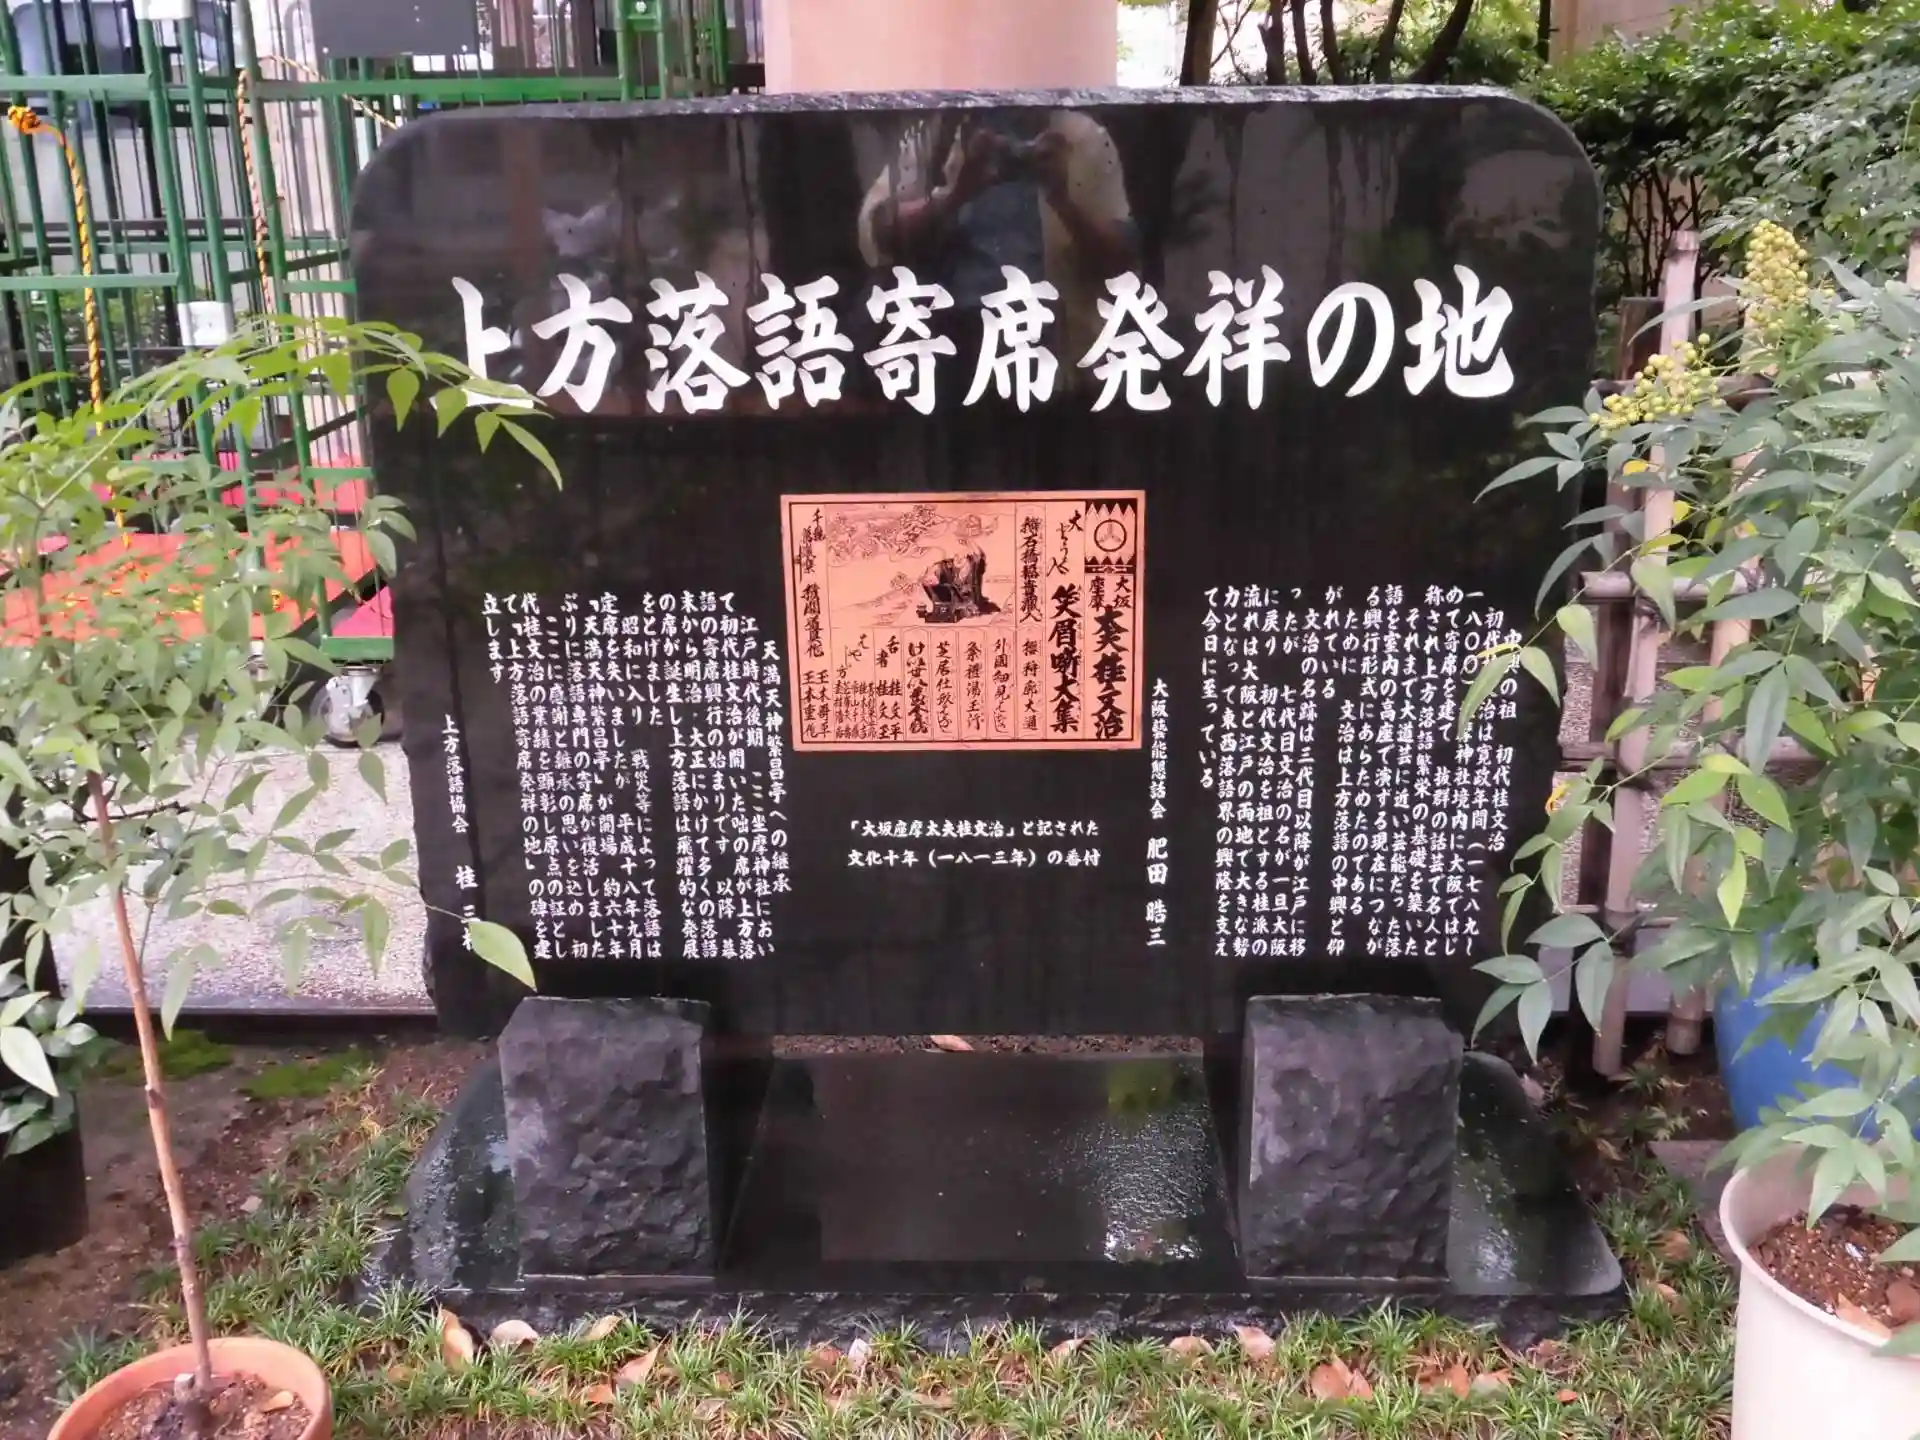 上方落語寄席発祥の地
中興の祖 初代桂文治
初代
治は寛政年間（一七八九〜
一八〇〇）
神社境内に大阪ではじ
めて寄席を建て 抜群の話芸で名人と
称され上方落語繁栄の基礎を築いた
それまで大道芸に近い芸能だった落
語を室内の高座で演ずる現在につなが
る興行形式にあらためたのである
ために 文治は上方落語の中興と仰
がれている
文治の名跡は三代目以降が江戸に移
ったが 七代目文治の名が一旦大阪
に戻り 初代文治を祖とする桂派の
流れは大阪と江戸の両地で大きな勢
力となって東西落語界の興隆を支え
て今日に至っている
大阪藝能懇話会 肥田 晧三
大坂
座摩
太夫桂文治
笑屑噺大集
「大坂座摩太夫桂文治」と記された
文化十年（一八一三年）の番付
天満天神繁昌亭への継承
江戸時代後期 ここ坐摩神社におい
て初代桂文治が開いた咄の席が上方落
語の寄席興行の始まりです 以降 幕
末から明治・大正にかけて多くの落語
の席が誕生し上方落語は飛躍的な発展
をとげました
昭和に入り 戦災等によって落語は
定席を失いましたが 平成十八年九月
「天満天神繁昌亭」が開場 約六十年
ぶりに落語専門の寄席が復活しました
ここに感謝と継承の思いを込め 初
代桂文治の業績を顕彰し原点の証とし
て「上方落語寄席発祥の地」の碑を建
立します
上方落語協会 桂 三